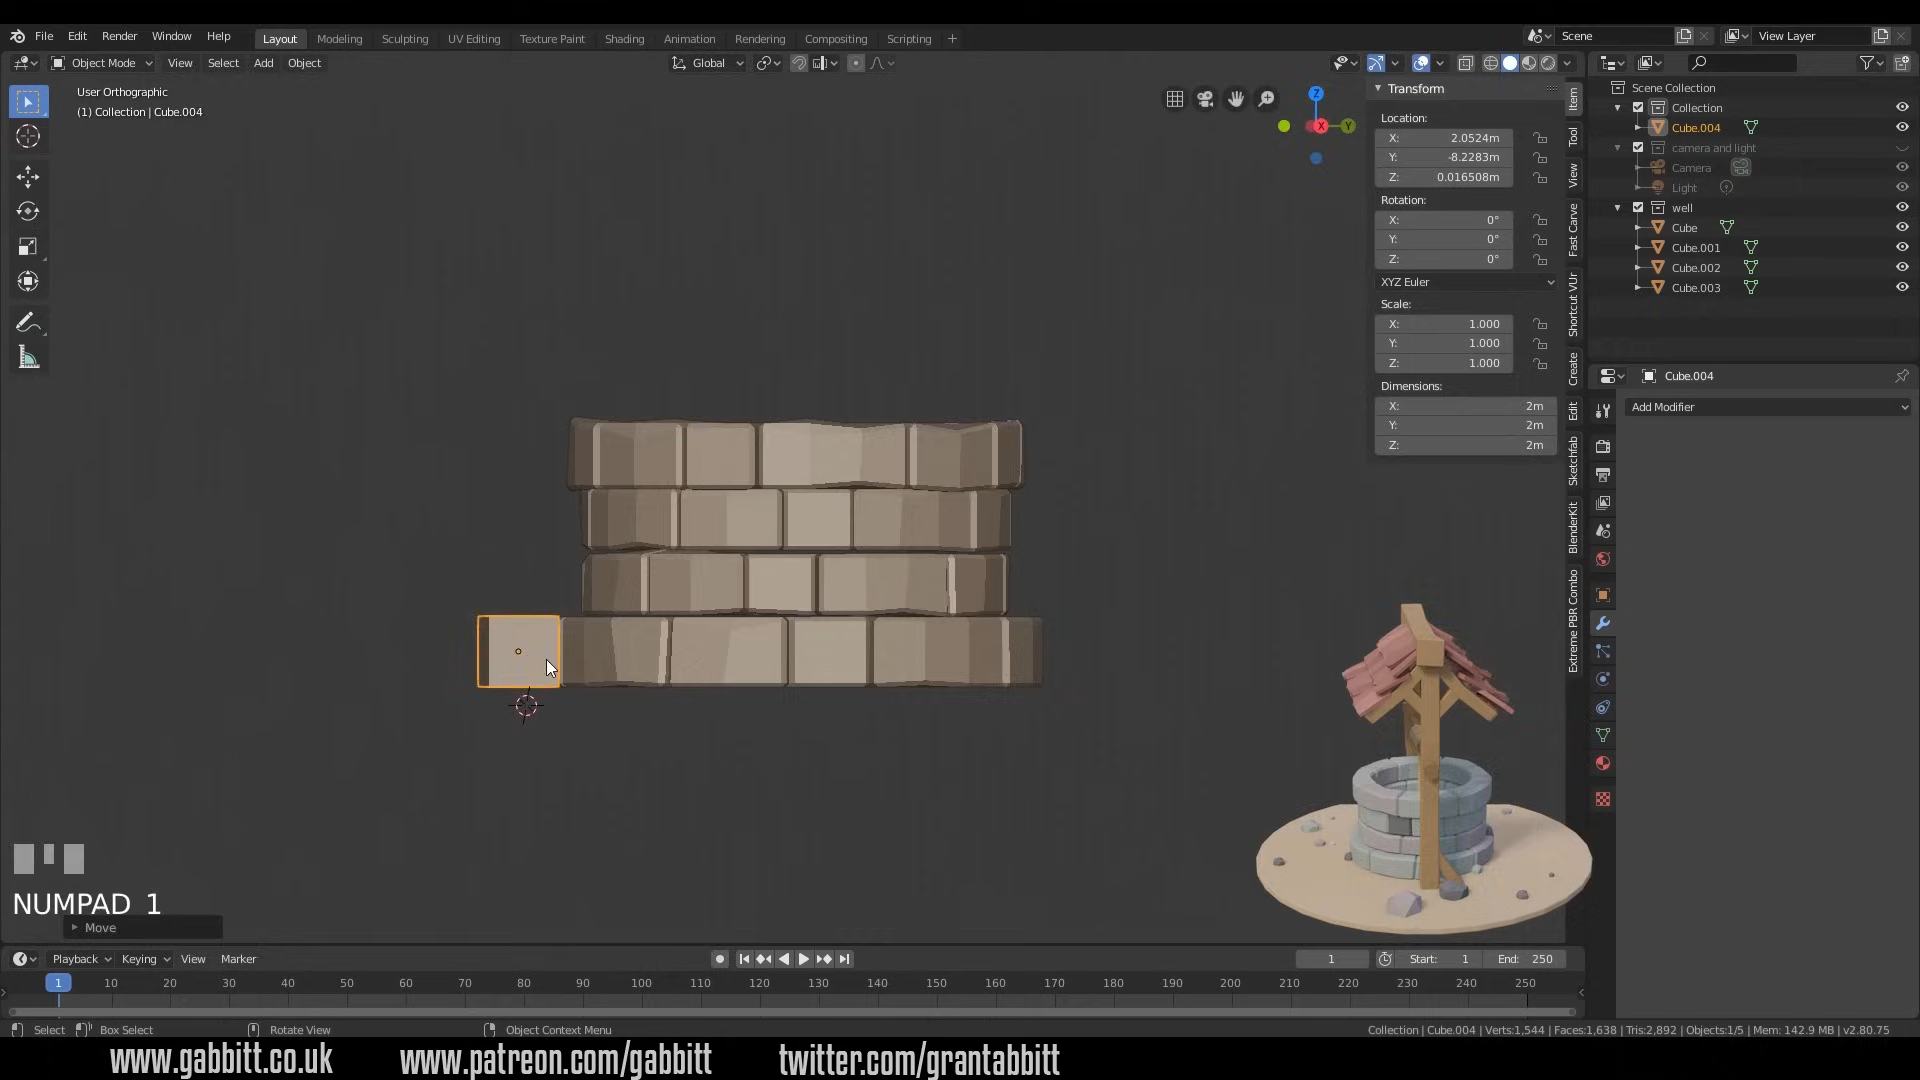 File Edit Render Window Help Layout Modeling Sculpting UV Editing Texture Paint Shading Animation Rendering Compositing Scripting + Scene View Layer
Object Mode View Select Add Object Global
User Orthographic
(1) Collection | Cube.004
Transform
Location:
X: 2.0524m
Y: -8.2283m
Z: 0.016508m
Rotation:
X: 0°
Y: 0°
Z: 0°
XYZ Euler
Scale:
X: 1.000
Y: 1.000
Z: 1.000
Dimensions:
X: 2m
Y: 2m
Z: 2m
Z
X
Y
Item
Tool
View
Fast Carve
Shortcut VUr
Create
Edit
Sketchfab
BlenderKit
Extreme PBR Combo
Scene Collection
Collection
Cube.004
camera and light
Camera
Light
well
Cube
Cube.001
Cube.002
Cube.003
Cube.004
Add Modifier
NUMPAD 1
Move
Playback Keying View Marker 1 Start: 1 End: 250
1 10 20 30 40 50 60 70 80 90 100 110 120 130 140 150 160 170 180 190 200 210 220 230 240 250
Select Box Select Rotate View Object Context Menu Collection | Cube.004 | Verts:1,544 | Faces:1,638 | Tris:2,892 | Objects:1/5 | Mem: 142.9 MB | v2.80.75
www.gabbitt.co.uk www.patreon.com/gabbitt twitter.com/grantabbitt